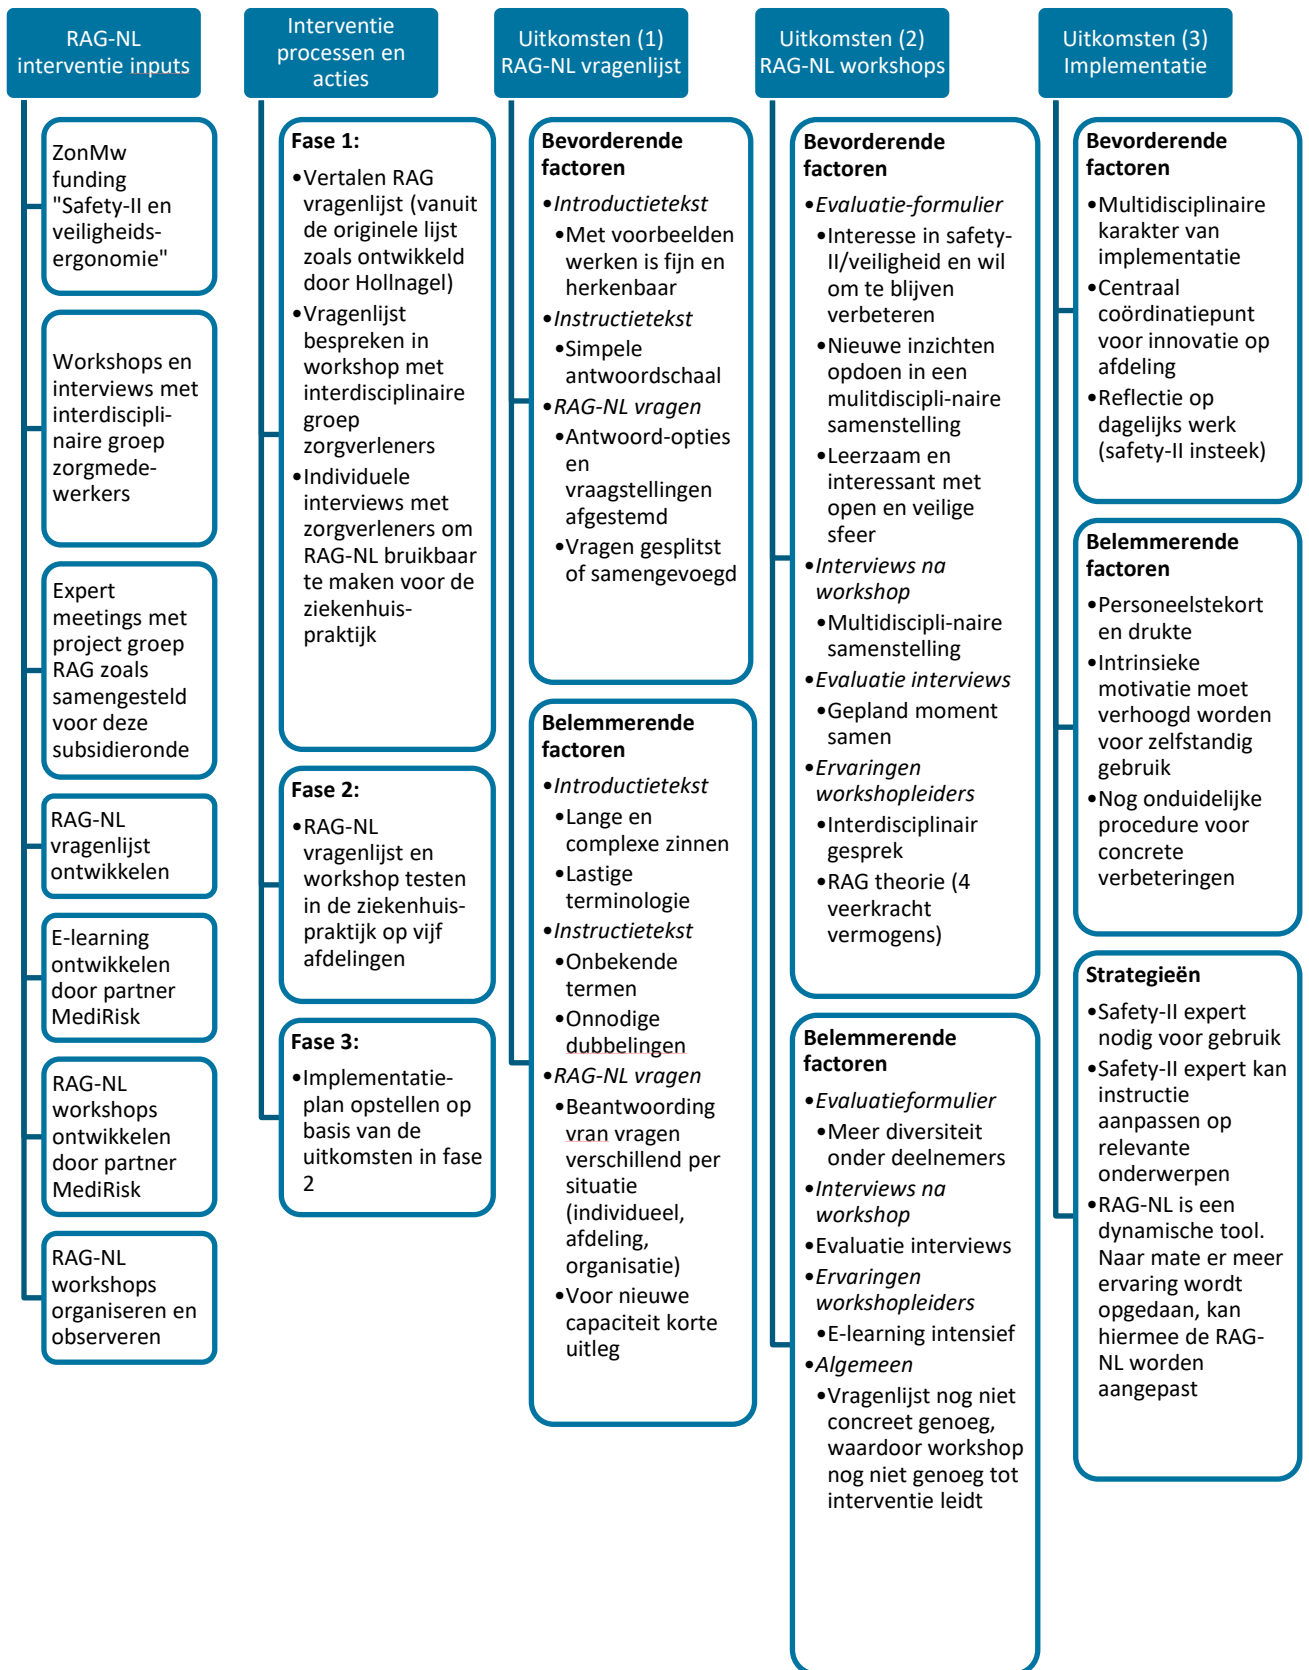 RAG-NL
interventie inputs
ZonMw
funding
"Safety-II en
veiligheids-
ergonomie"
Workshops en
interviews met
interdiscipli-
naire groep
zorgmede-
werkers
Expert
meetings met
project groep
RAG zoals
samengesteld
voor deze
subsidieronde
RAG-NL
vragenlijst
ontwikkelen
E-learning
ontwikkelen
door partner
MediRisk
RAG-NL
workshops
ontwikkelen
door partner
MediRisk
RAG-NL
workshops
organiseren en
observeren
Interventie
processen en
acties
Fase 1:
•Vertalen RAG
vragenlijst (vanuit
de originele lijst
zoals ontwikkeld
door Hollnagel)
•Vragenlijst
bespreken in
workshop met
interdisciplinaire
groep
zorgverleners
•Individuele
interviews met
zorgverleners om
RAG-NL bruikbaar
te maken voor de
ziekenhuis-
praktijk
Fase 2:
•RAG-NL
vragenlijst en
workshop testen
in de ziekenhuis-
praktijk op vijf
afdelingen
Fase 3:
•Implementatie-
plan opstellen op
basis van de
uitkomsten in fase
2
Uitkomsten (1)
RAG-NL vragenlijst
Bevorderende
factoren
•Introductietekst
•Met voorbeelden
werken is fijn en
herkenbaar
•Instructietekst
•Simpele
antwoordschaal
•RAG-NL vragen
•Antwoord-opties
en
vraagstellingen
afgestemd
•Vragen gesplitst
of samengevoegd
Belemmerende
factoren
•Introductietekst
•Lange en
complexe zinnen
•Lastige
terminologie
•Instructietekst
•Onbekende
termen
•Onnodige
dubbelingen
•RAG-NL vragen
•Beantwoording
vran vragen
verschillend per
situatie
(individueel,
afdeling,
organisatie)
•Voor nieuwe
capaciteit korte
uitleg
Uitkomsten (2)
RAG-NL workshops
Bevorderende
factoren
•Evaluatie-formulier
•Interesse in safety-
II/veiligheid en wil
om te blijven
verbeteren
•Nieuwe inzichten
opdoen in een
mulitdiscipli-naire
samenstelling
•Leerzaam en
interessant met
open en veilige
sfeer
•Interviews na
workshop
•Multidiscipli-naire
samenstelling
•Evaluatie interviews
•Gepland moment
samen
•Ervaringen
workshopleiders
•Interdisciplinair
gesprek
•RAG theorie (4
veerkracht
vermogens)
Belemmerende
factoren
•Evaluatieformulier
•Meer diversiteit
onder deelnemers
•Interviews na
workshop
•Evaluatie interviews
•Ervaringen
workshopleiders
•E-learning intensief
•Algemeen
•Vragenlijst nog niet
concreet genoeg,
waardoor workshop
nog niet genoeg tot
interventie leidt
Uitkomsten (3)
Implementatie
Bevorderende
factoren
•Multidisciplinaire
karakter van
implementatie
•Centraal
coördinatiepunt
voor innovatie op
afdeling
•Reflectie op
dagelijks werk
(safety-II insteek)
Belemmerende
factoren
•Personeelstekort
en drukte
•Intrinsieke
motivatie moet
verhoogd worden
voor zelfstandig
gebruik
•Nog onduidelijke
procedure voor
concrete
verbeteringen
Strategieën
•Safety-II expert
nodig voor gebruik
•Safety-II expert kan
instructie
aanpassen op
relevante
onderwerpen
•RAG-NL is een
dynamische tool.
Naar mate er meer
ervaring wordt
opgedaan, kan
hiermee de RAG-
NL worden
aangepast